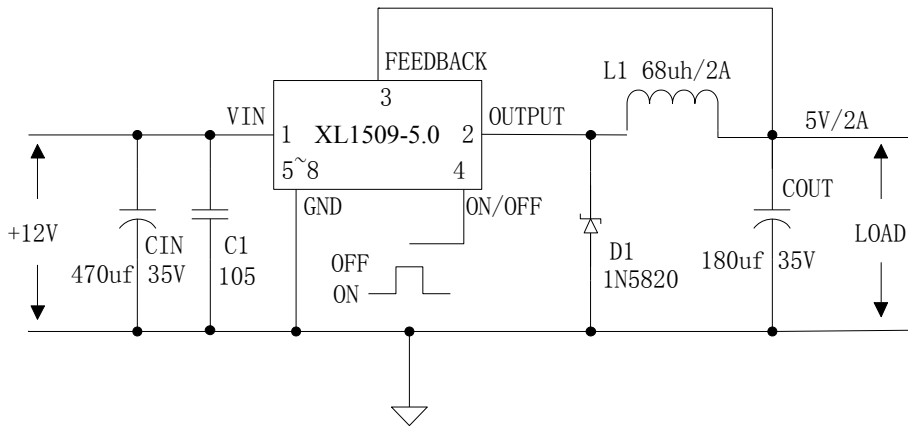 FEEDBACK
L1 68uh/2A
3
VIN
OUTPUT
1 XL1509-5.0 2
5~8 4
5V/2A
GND
ON/OFF
COUT
+12V
CIN
470uf 35V
C1
105
OFF
ON
D1
1N5820
180uf 35V
LOAD